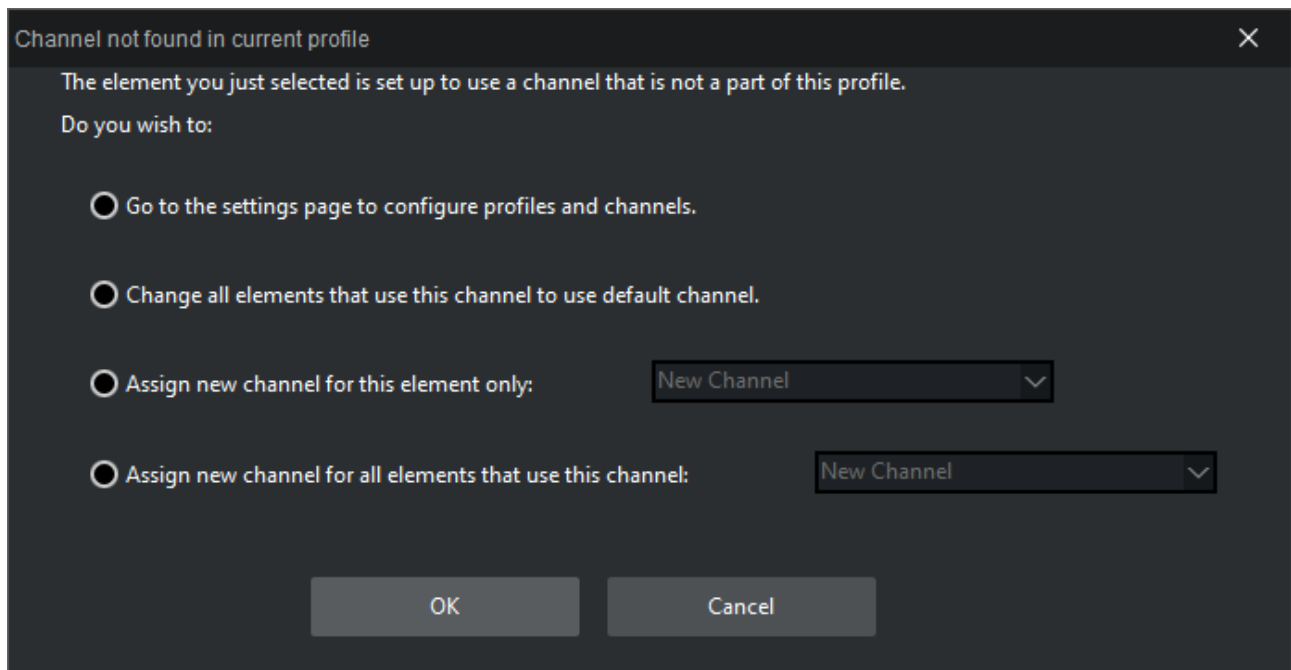 Channel not found in current profile
The element you just selected is set up to use a channel that is not a part of this profile.
Do you wish to:
Go to the settings page to configure profiles and channels.
Change all elements that use this channel to use default channel.
Assign new channel for this element only: New Channel
Assign new channel for all elements that use this channel: New Channel
OK Cancel